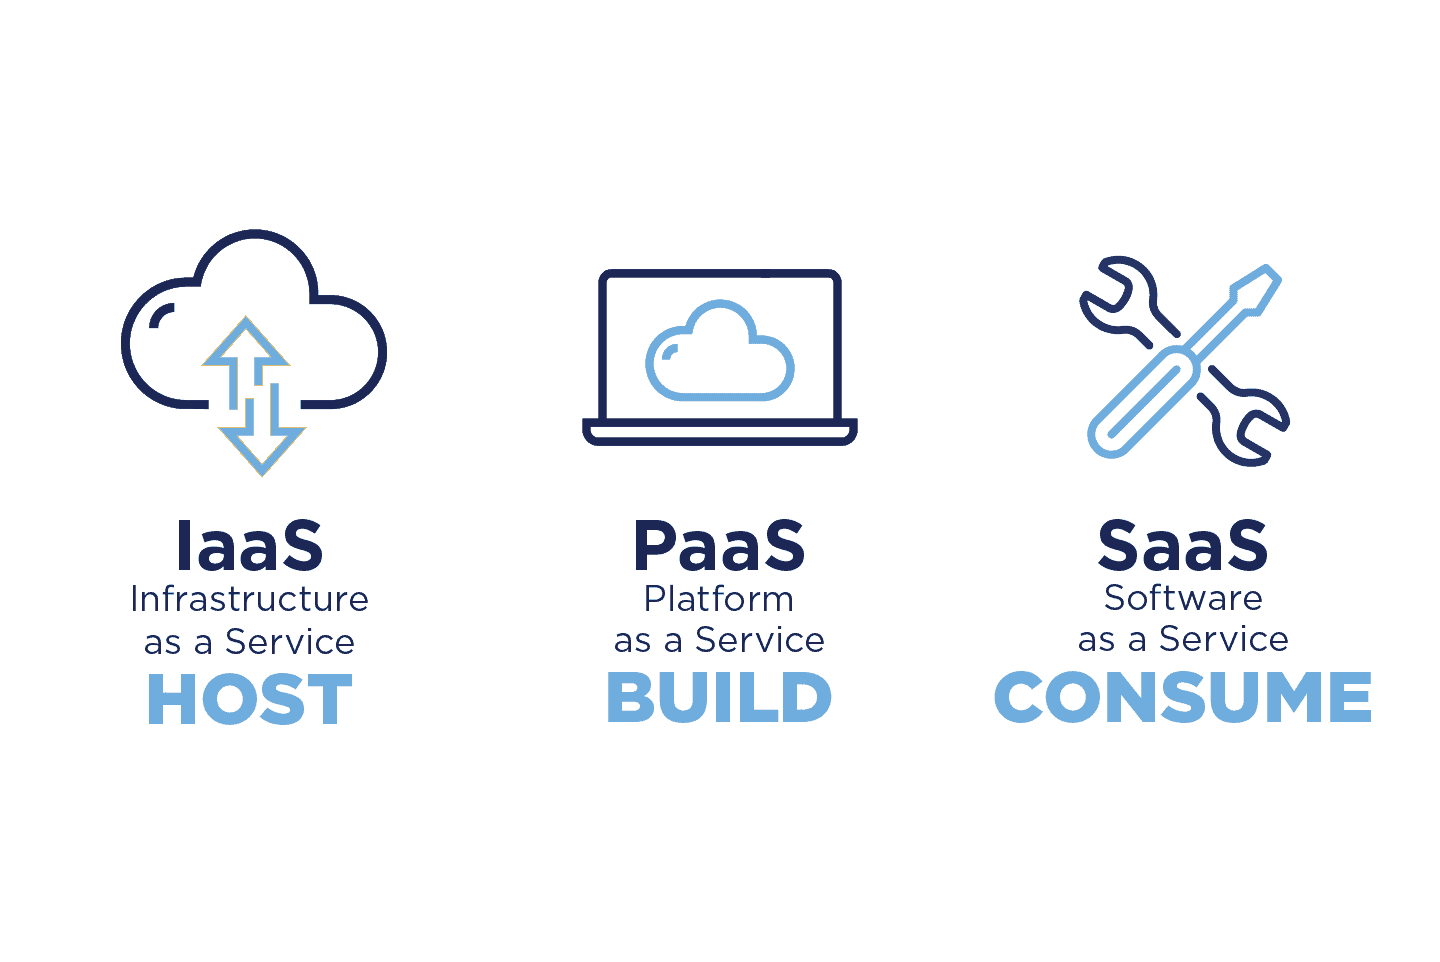 IaaS
Infrastructure
as a Service
HOST
PaaS
Platform
as a Service
BUILD
SaaS
Software
as a Service
CONSUME